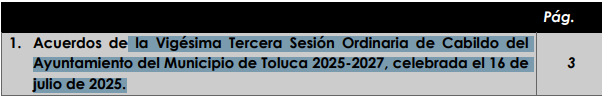 Pág.
1. Acuerdos de la Vigésima Tercera Sesión Ordinaria de Cabildo del
Ayuntamiento del Municipio de Toluca 2025-2027, celebrada el 16 de 3
julio de 2025.